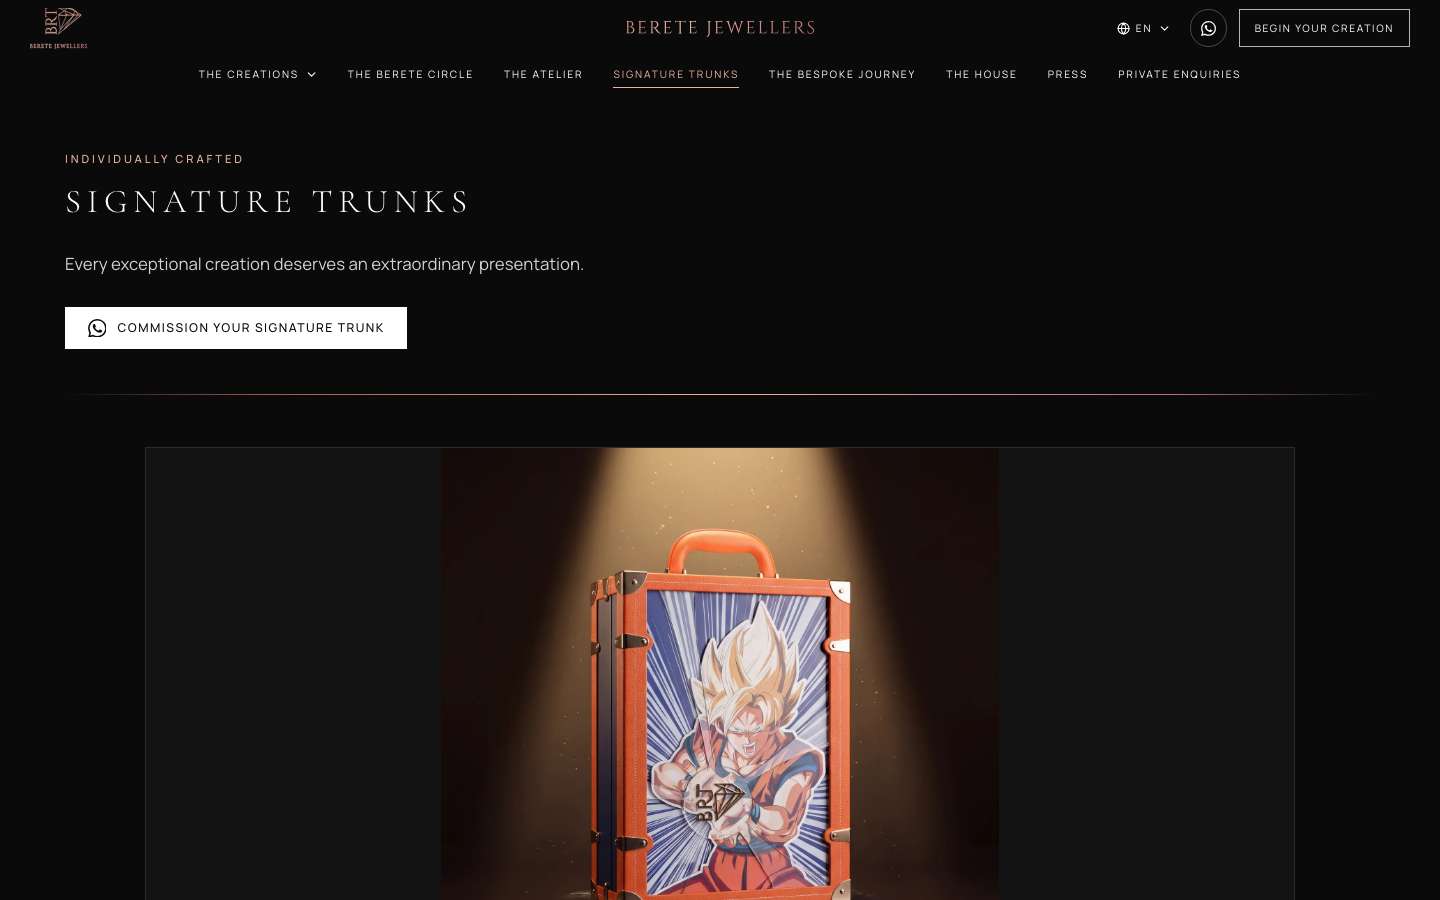 BRT
BERETE JEWELLERS
BERETE JEWELLERS
EN
BEGIN YOUR CREATION
THE CREATIONS
THE BERETE CIRCLE
THE ATELIER
SIGNATURE TRUNKS
THE BESPOKE JOURNEY
THE HOUSE
PRESS
PRIVATE ENQUIRIES
INDIVIDUALLY CRAFTED
SIGNATURE TRUNKS
Every exceptional creation deserves an extraordinary presentation.
COMMISSION YOUR SIGNATURE TRUNK
BRT